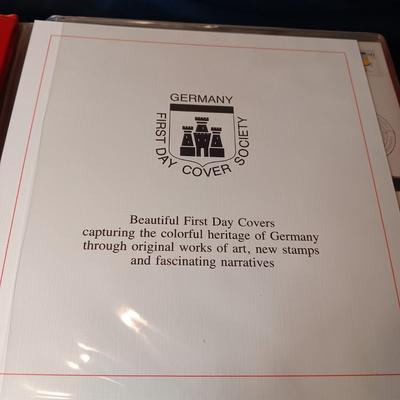 GERMANY
FIRST DAY COVER SOCIETY
Beautiful First Day Covers
capturing the colorful heritage of Germany
through original works of art, new stamps
and fascinating narratives